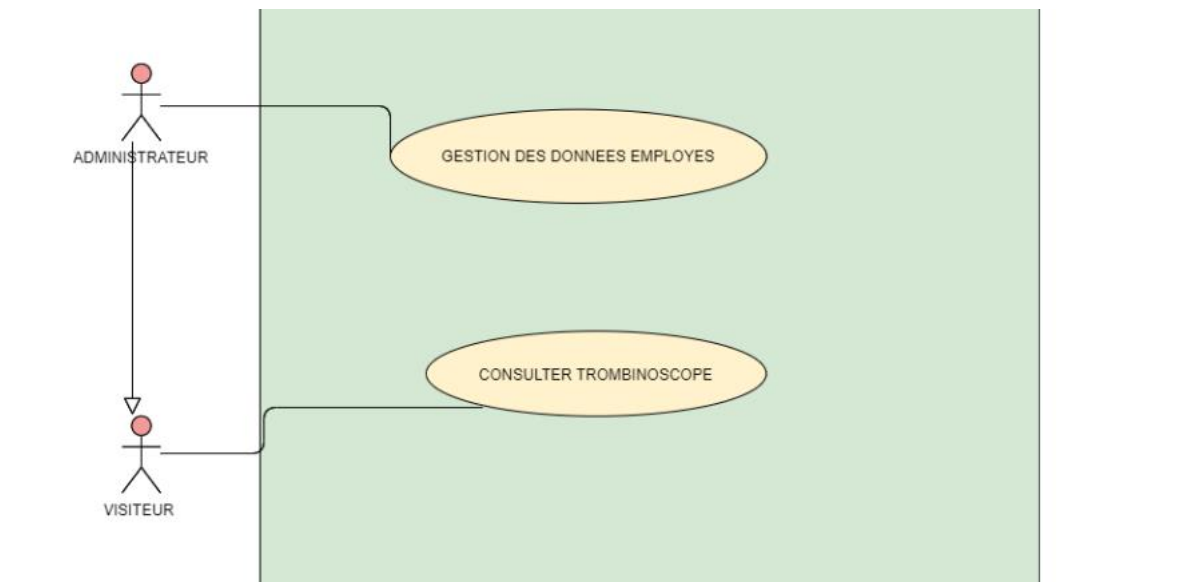 ADMINISTRATEUR
GESTION DES DONNEES EMPLOYES
CONSULTER TROMBINOSCOPE
VISITEUR